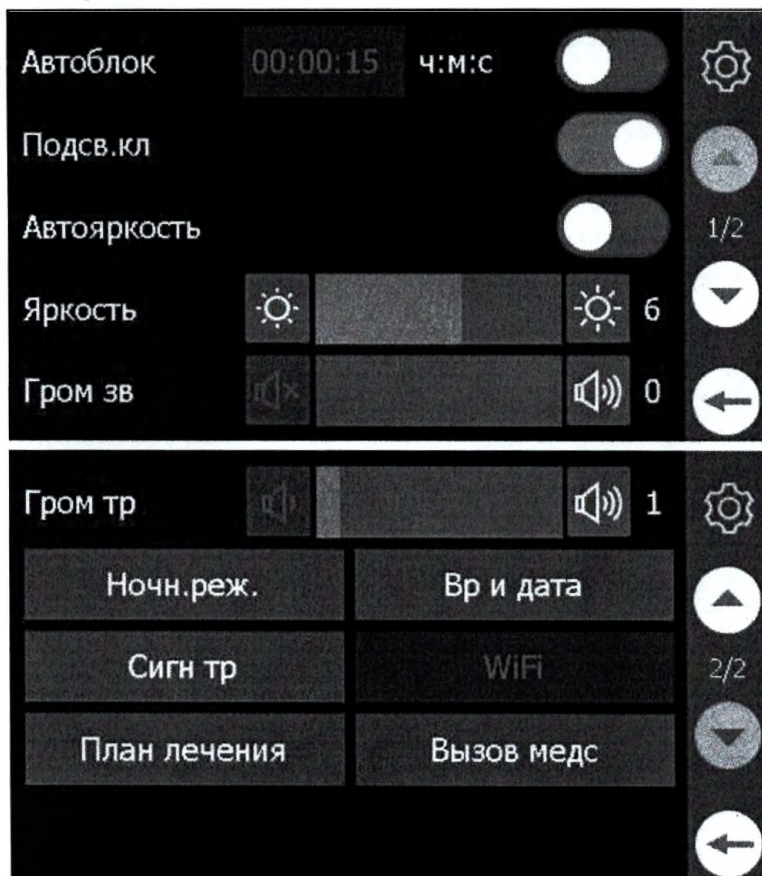 Автоблок 00:00:15 ч:м:с
Подсв.кл
Автояркость 1/2
Яркость 6
Гром зв 0
Гром тр 1
Ночн.реж. Вр и дата
Сигн тр WiFi 2/2
План лечения Вызов медс